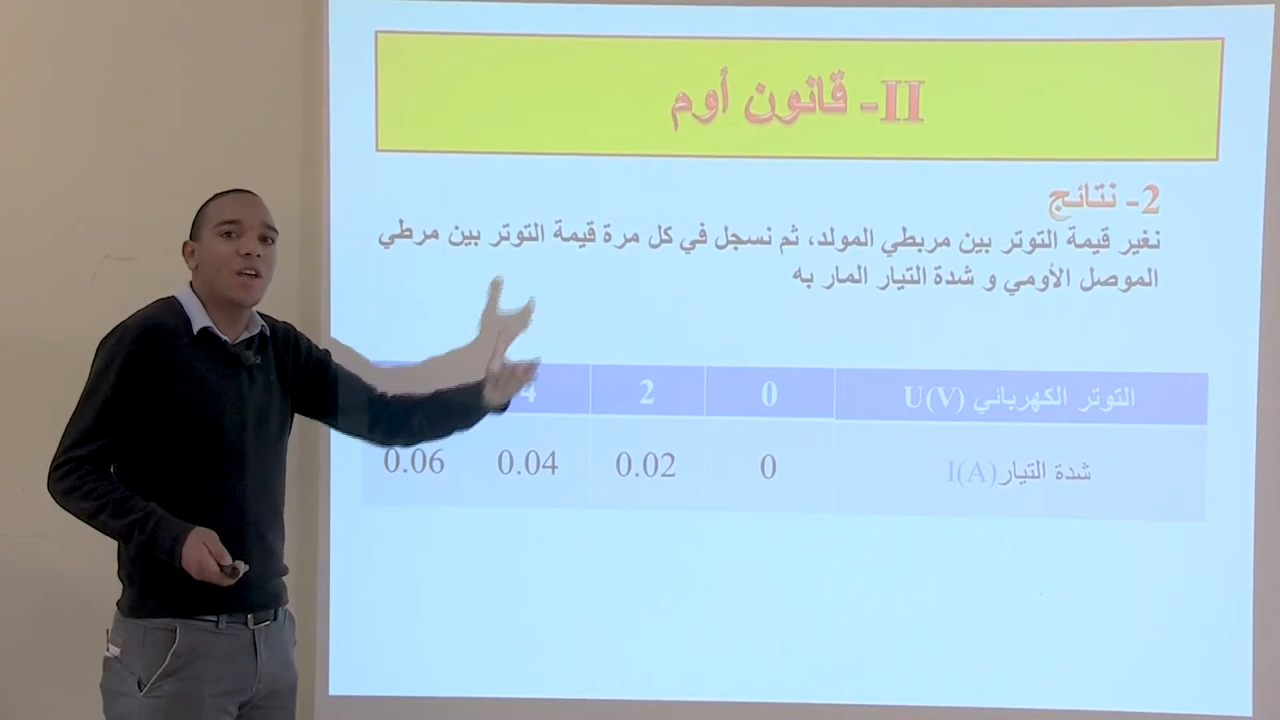 II- قانون أوم
2- نتائج
نغير قيمة التوتر بين مربطي المولد، ثم نسجل في كل مرة قيمة التوتر بين مرطي
الموصل الأومي و شدة التيار المار به
التوتر الكهربائي U(V) 0 2 4
شدة التيار I(A) 0 0.02 0.04 0.06